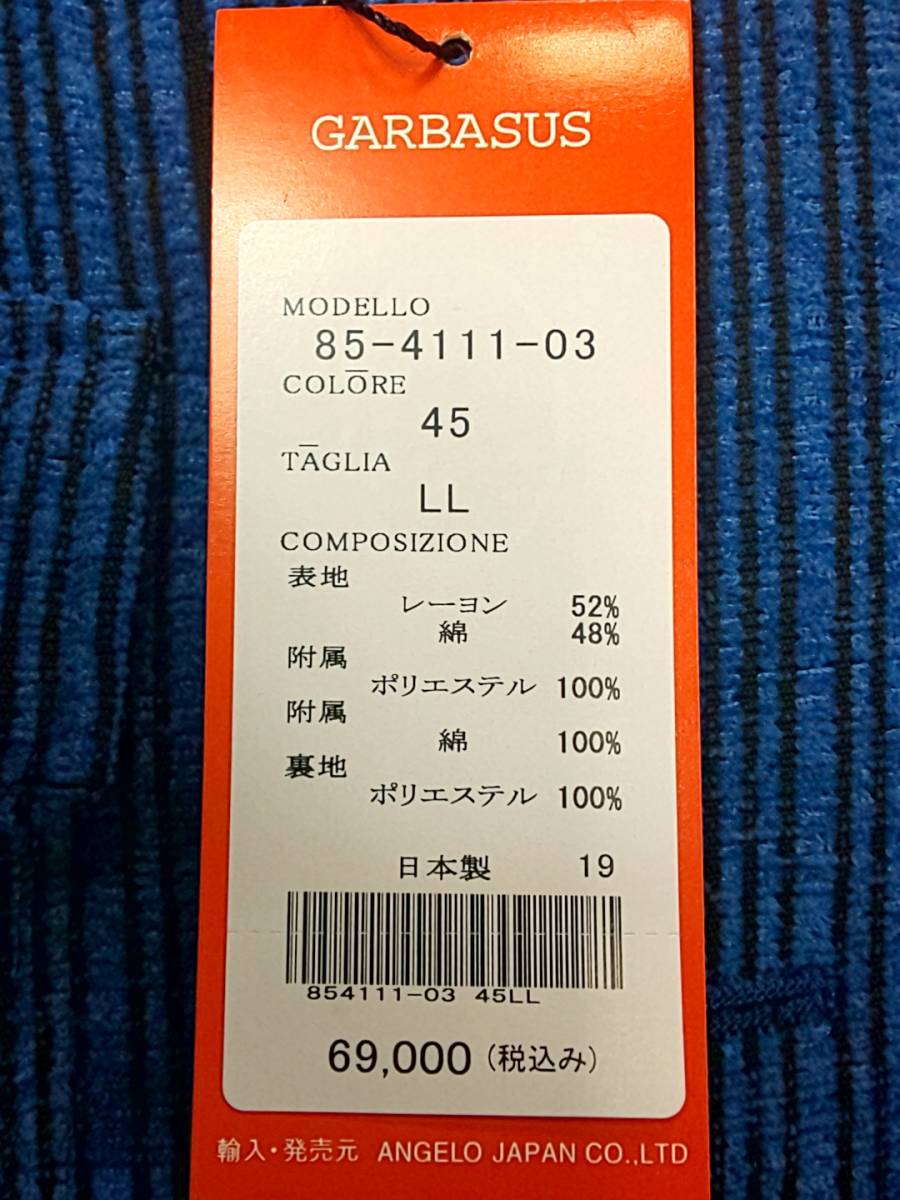 GARBASUS
MODELLO
85-4111-03
COLORE
45
TAGLIA
LL
COMPOSIZIONE
表地
レーヨン 52%
綿 48%
附属
ポリエステル 100%
附属
綿 100%
裏地
ポリエステル 100%
日本製 19
854111-03 45LL
69,000 (税込み)
輸入・発売元 ANGELO JAPAN CO.,LTD